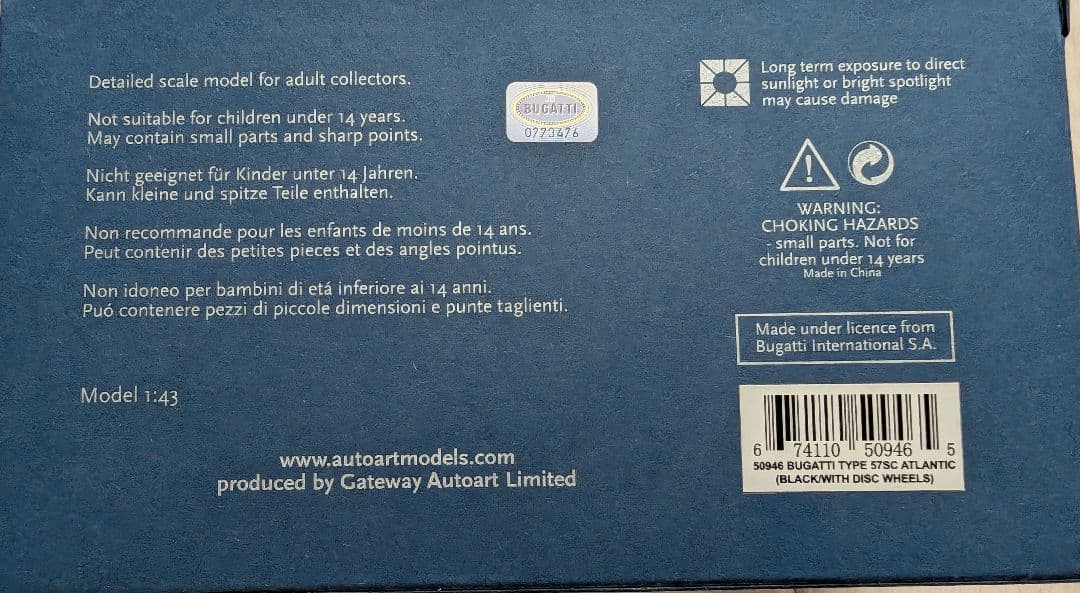 Detailed scale model for adult collectors.
Not suitable for children under 14 years.
May contain small parts and sharp points.
Nicht geeignet für Kinder unter 14 Jahren.
Kann kleine und spitze Teile enthalten.
Non recommande pour les enfants de moins de 14 ans.
Peut contenir des petites pieces et des angles pointus.
Non idoneo per bambini di etá inferiore ai 14 anni.
Puó contenere pezzi di piccole dimensioni e punte taglienti.
Model 1:43
www.autoartmodels.com
produced by Gateway Autoart Limited
BUGATTI
0773476
Long term exposure to direct
sunlight or bright spotlight
may cause damage
!
WARNING:
CHOKING HAZARDS
- small parts. Not for
children under 14 years
Made in China
Made under licence from
Bugatti International S.A.
6 74110 50946 5
50946 BUGATTI TYPE 57SC ATLANTIC
(BLACK/WITH DISC WHEELS)